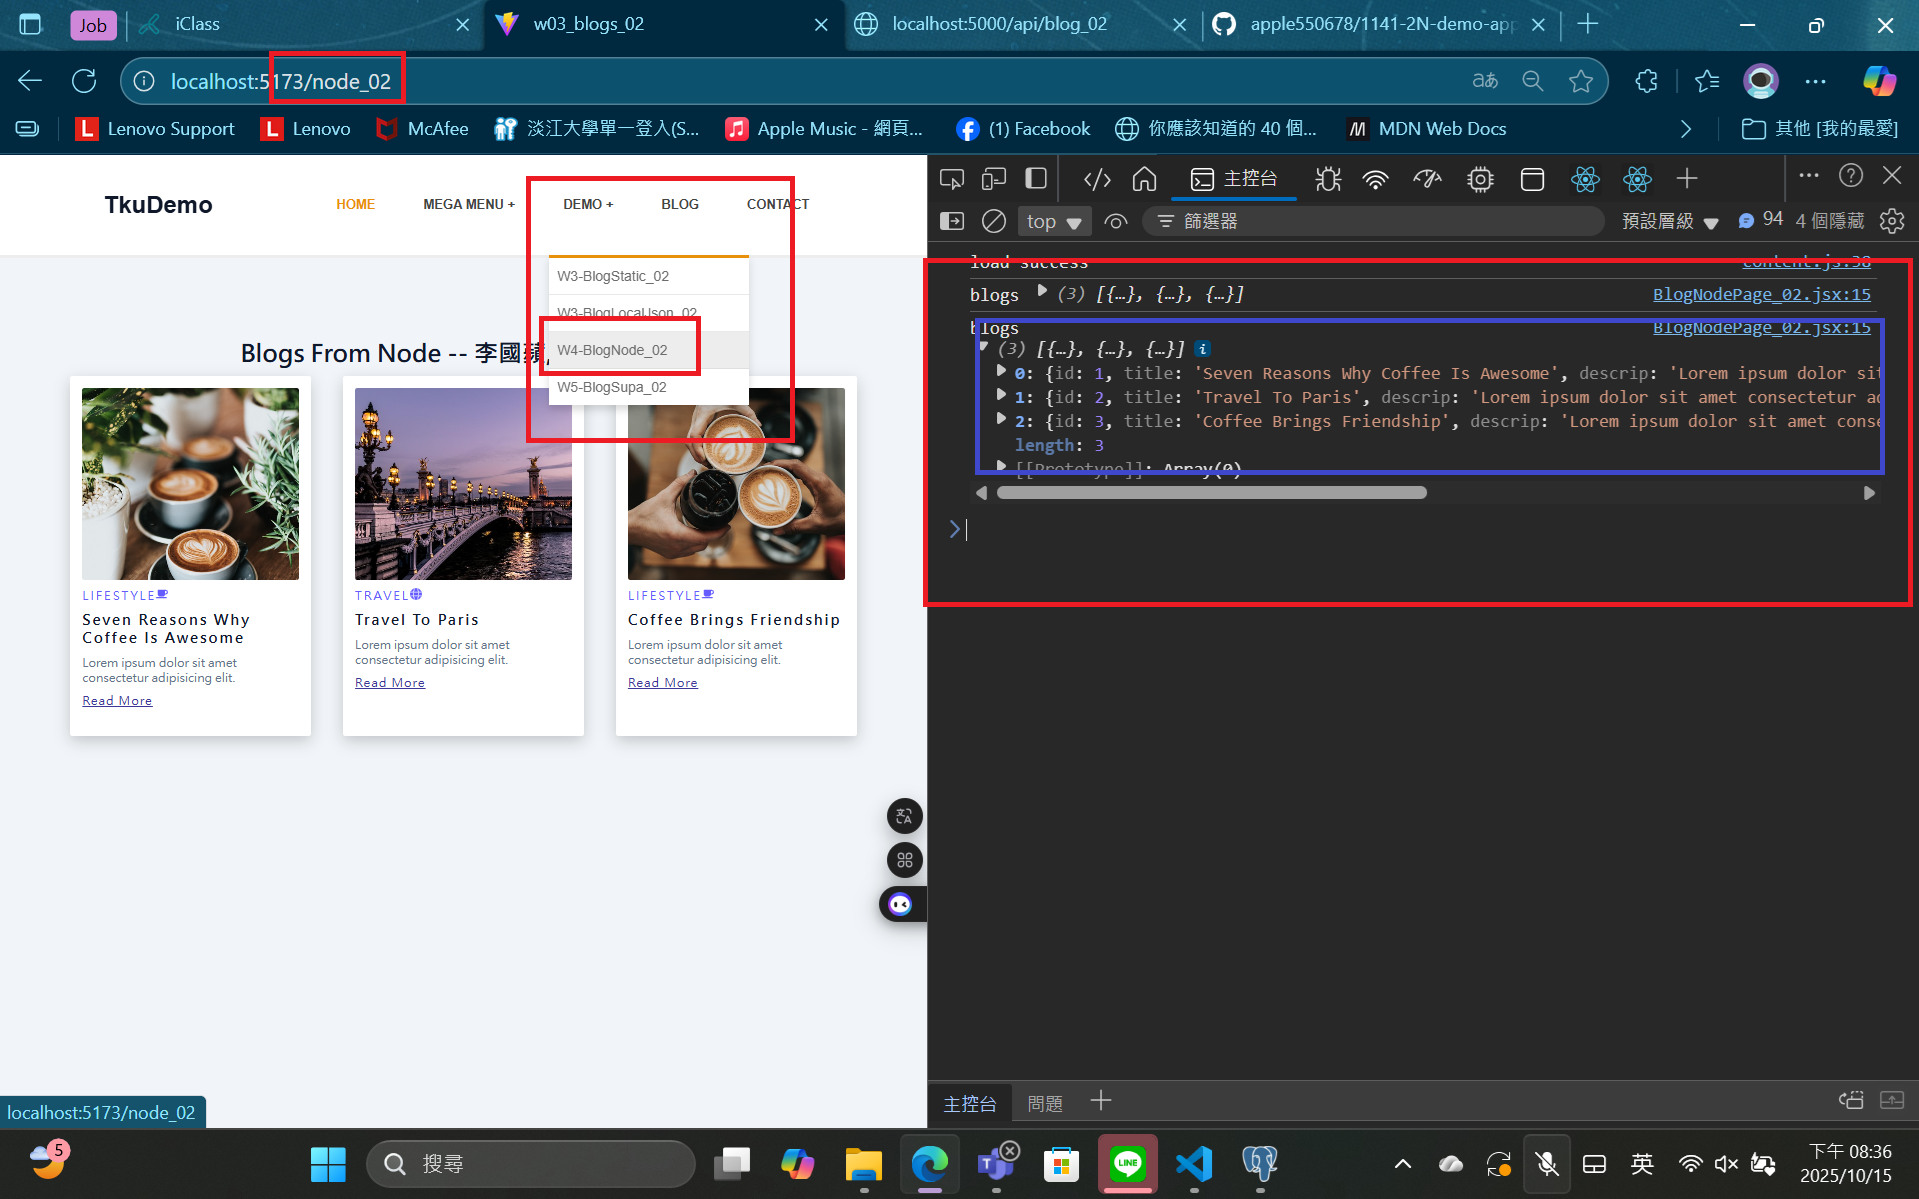 Job
iClass
w03_blogs_02
localhost:5000/api/blog_02
apple550678/1141-2N-demo-app
localhost:5173/node_02
aあ
Lenovo Support
Lenovo
McAfee
淡江大學單一登入(S...
Apple Music - 網頁...
(1) Facebook
你應該知道的 40 個...
MDN Web Docs
其他 [我的最愛]
TkuDemo
HOME
MEGA MENU +
DEMO +
BLOG
CONTACT
W3-BlogStatic_02
W3-BlogLocalJson_02
W4-BlogNode_02
W5-BlogSupa_02
Blogs From Node -- 李國蘋,
LIFESTYLE
Seven Reasons Why
Coffee Is Awesome
Lorem ipsum dolor sit amet
consectetur adipisicing elit.
Read More
TRAVEL
Travel To Paris
Lorem ipsum dolor sit amet
consectetur adipisicing elit.
Read More
LIFESTYLE
Coffee Brings Friendship
Lorem ipsum dolor sit amet
consectetur adipisicing elit.
Read More
localhost:5173/node_02
主控台
top
篩選器
預設層級
94
4 個隱藏
load success
content.js:38
blogs (3) [{…}, {…}, {…}]
BlogNodePage_02.jsx:15
blogs
BlogNodePage_02.jsx:15
(3) [{…}, {…}, {…}]
0: {id: 1, title: 'Seven Reasons Why Coffee Is Awesome', descrip: 'Lorem ipsum dolor sit
1: {id: 2, title: 'Travel To Paris', descrip: 'Lorem ipsum dolor sit amet consectetur ad
2: {id: 3, title: 'Coffee Brings Friendship', descrip: 'Lorem ipsum dolor sit amet conse
length: 3
[[Prototype]]: Array(0)
主控台
問題
5
搜尋
LINE
英
下午 08:36
2025/10/15